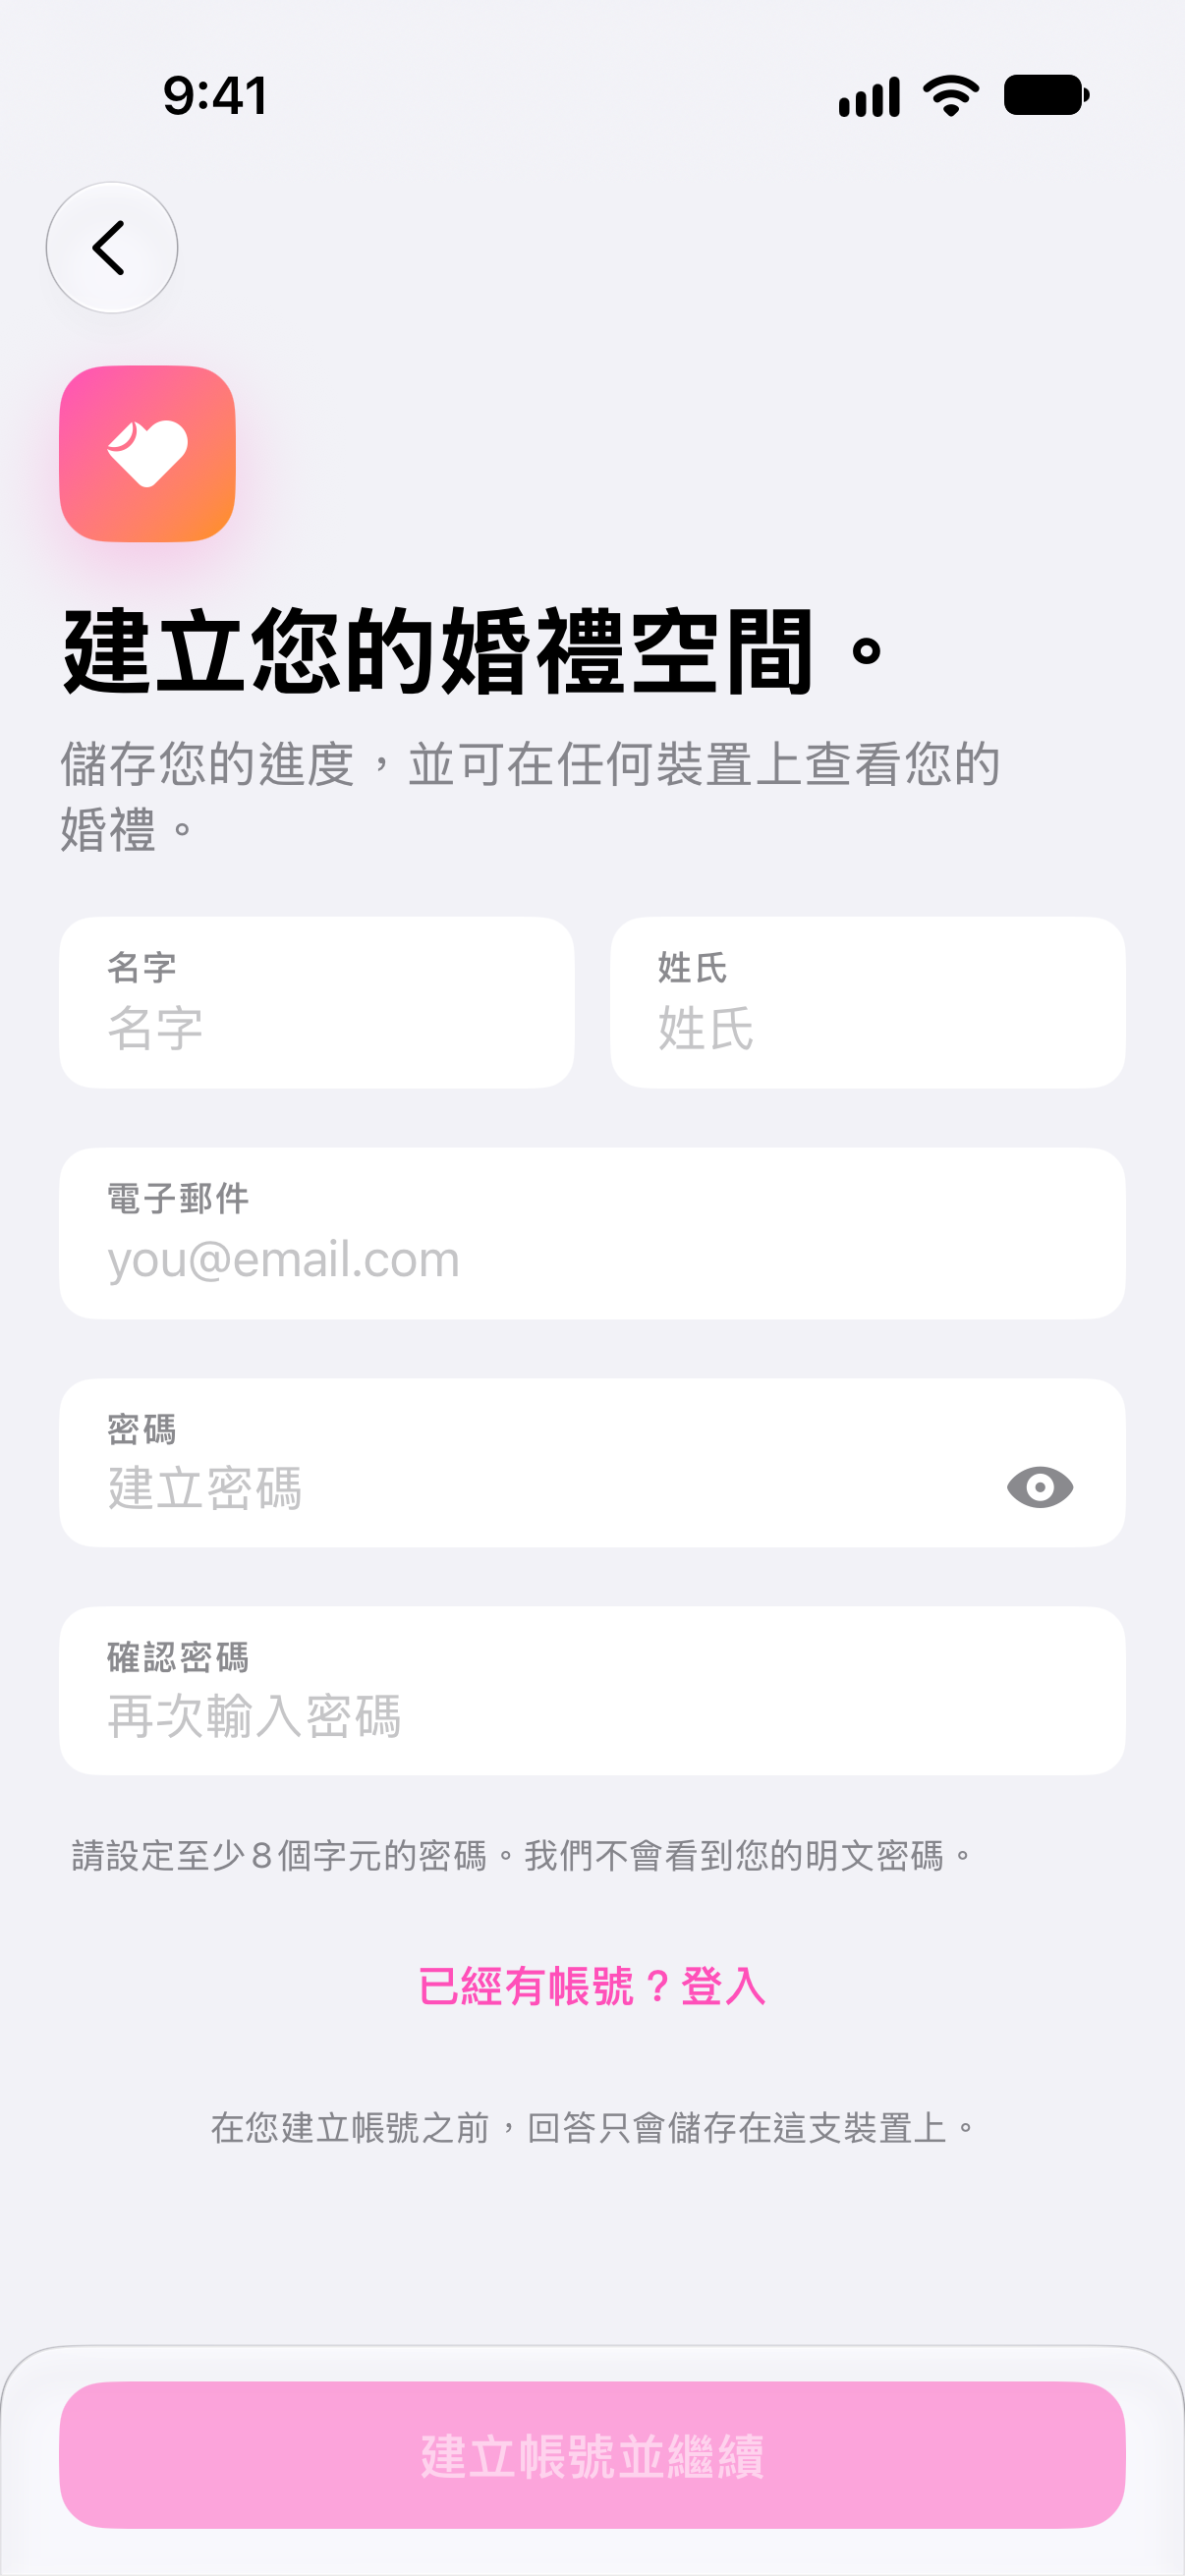 9:41
建立您的婚禮空間。
儲存您的進度，並可在任何裝置上查看您的
婚禮。
名字
名字
姓氏
姓氏
電子郵件
you@email.com
密碼
建立密碼
確認密碼
再次輸入密碼
請設定至少 8 個字元的密碼。我們不會看到您的明文密碼。
已經有帳號？登入
在您建立帳號之前，回答只會儲存在這支裝置上。
建立帳號並繼續